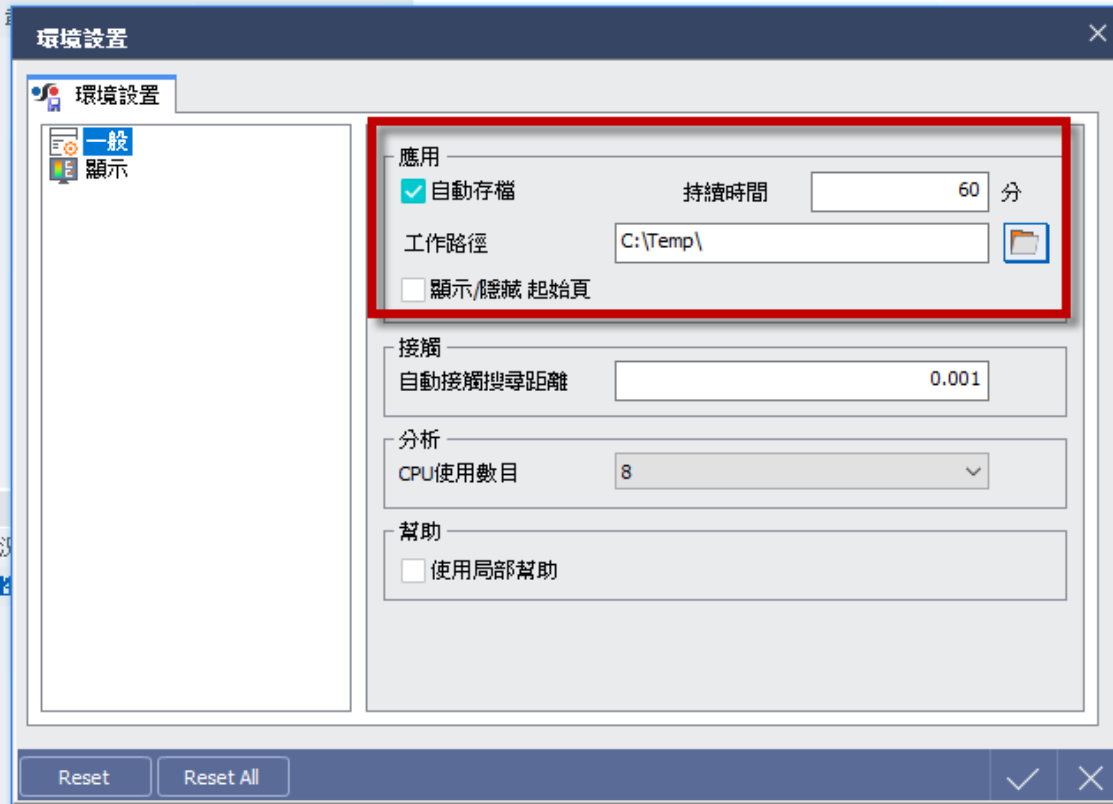 環境設置
環境設置
一般
顯示
應用
自動存檔 持續時間 60 分
工作路徑 C:\Temp\
顯示/隱藏 起始頁
接觸
自動接觸搜尋距離 0.001
分析
CPU使用數目 8
幫助
使用局部幫助
Reset Reset All